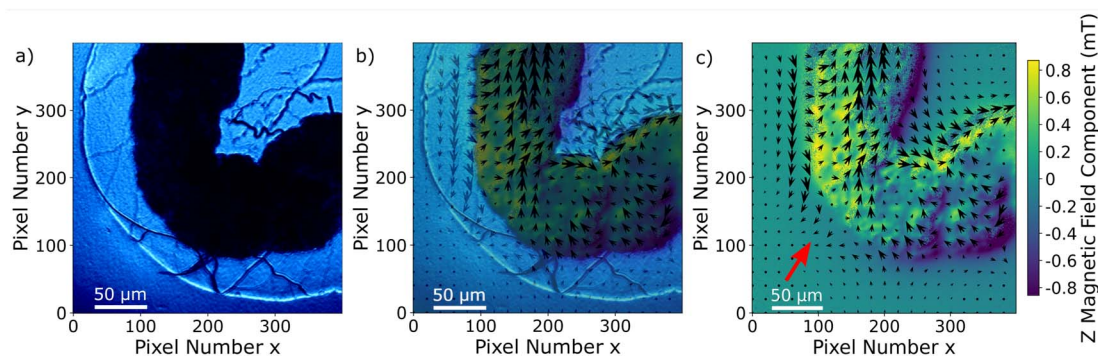 a)
Pixel Number y
300
200
100
0
50 µm
0 100 200 300
Pixel Number x
b)
300
200
100
0
50 µm
0 100 200 300
Pixel Number x
c)
300
200
100
0
50 µm
0 100 200 300
Pixel Number x
Pixel Number y
Pixel Number y
0.8
0.6
0.4
0.2
0
-0.2
-0.4
-0.6
-0.8
Z Magnetic Field Component (mT)